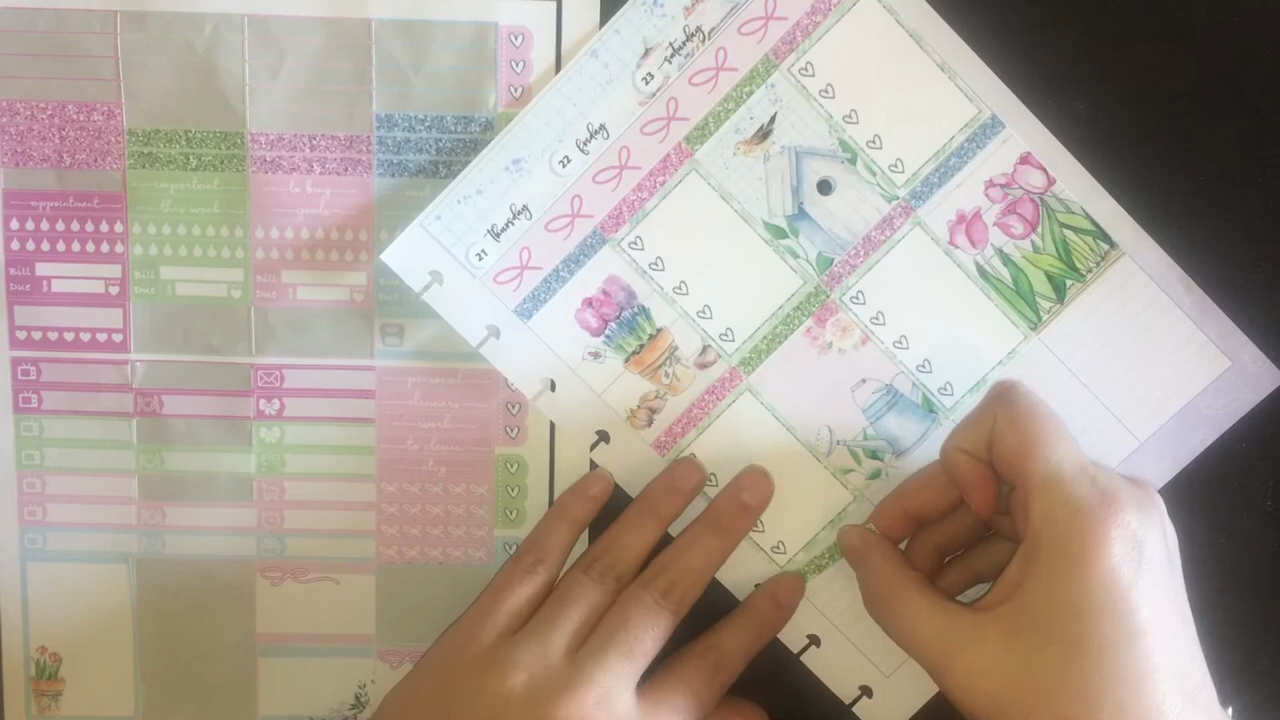 appointment
important
this week
to buy
goals
Bill
Due $
Bill
Due $
Bill
Due $
personal
dinners
work
to clean
etsy
21 thursday
22 friday
23 saturday